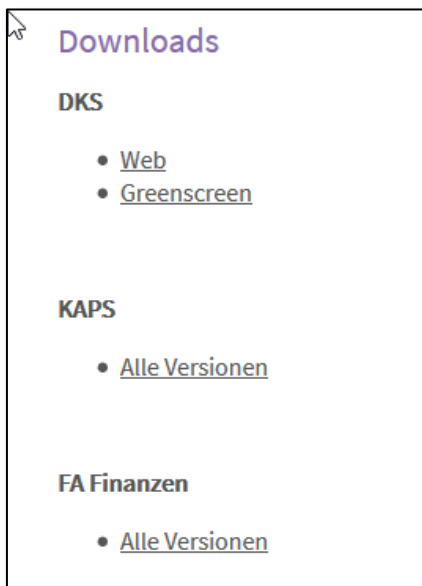 Downloads
DKS
Web
Greenscreen
KAPS
Alle Versionen
FA Finanzen
Alle Versionen